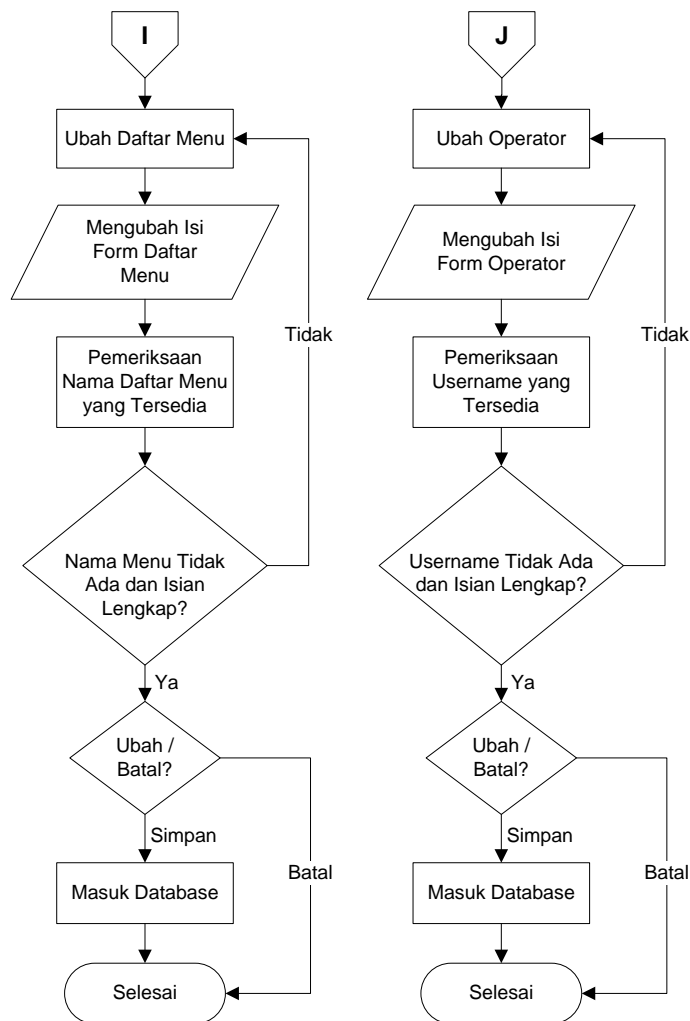 I
Ubah Daftar Menu
Mengubah Isi
Form Daftar
Menu
Tidak
Pemeriksaan
Nama Daftar Menu
yang Tersedia
Nama Menu Tidak
Ada dan Isian
Lengkap?
Ya
Ubah /
Batal?
Simpan
Batal
Masuk Database
Selesai
J
Ubah Operator
Mengubah Isi
Form Operator
Tidak
Pemeriksaan
Username yang
Tersedia
Username Tidak Ada
dan Isian Lengkap?
Ya
Ubah /
Batal?
Simpan
Batal
Masuk Database
Selesai